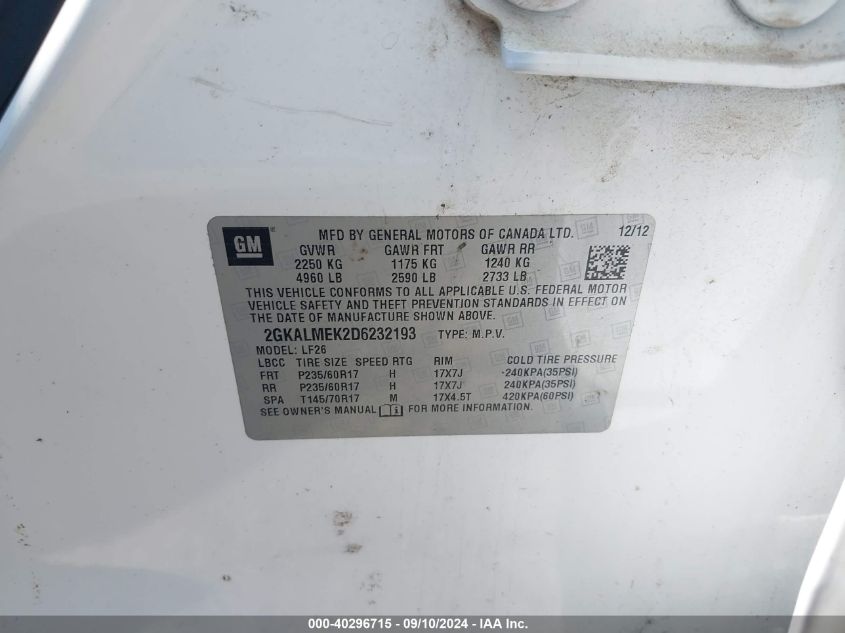 GM
MFD BY GENERAL MOTORS OF CANADA LTD. 12/12
GVWR GAWR FRT GAWR RR
2250 KG 1175 KG 1240 KG
4960 LB 2590 LB 2733 LB
THIS VEHICLE CONFORMS TO ALL APPLICABLE U.S. FEDERAL MOTOR
VEHICLE SAFETY AND THEFT PREVENTION STANDARDS IN EFFECT ON
THE DATE OF MANUFACTURE SHOWN ABOVE.
2GKALMEK2D6232193 TYPE: M.P.V.
MODEL: LF26
LBCC TIRE SIZE SPEED RTG RIM COLD TIRE PRESSURE
FRT P235/60R17 H 17X7J 240KPA(35PSI)
RR P235/60R17 H 17X7J 240KPA(35PSI)
SPA T145/70R17 M 17X4.5T 420KPA(60PSI)
SEE OWNER'S MANUAL FOR MORE INFORMATION.
000-40296715 - 09/10/2024 - IAA Inc.